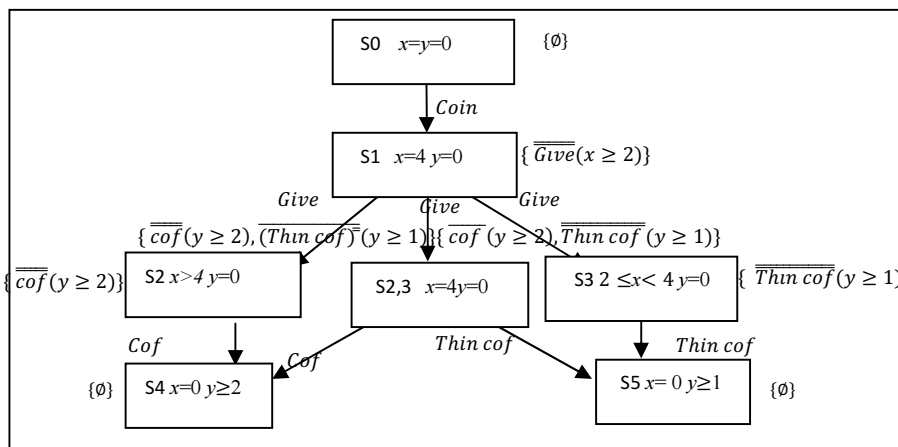 S0 x=y=0 {∅}
Coin
S1 x=4 y=0 { Give(x ≥ 2)}
Give Give Give
{ cof(y ≥ 2), (Thin cof)(y ≥ 1)} { cof (y ≥ 2), Thin cof (y ≥ 1)}
{ cof(y ≥ 2)} S2 x>4 y=0 S2,3 x=4y=0 S3 2 ≤x< 4 y=0 { Thin cof(y ≥ 1)
Cof Cof Thin cof Thin cof
{∅} S4 x=0 y≥2 S5 x= 0 y≥1 {∅}